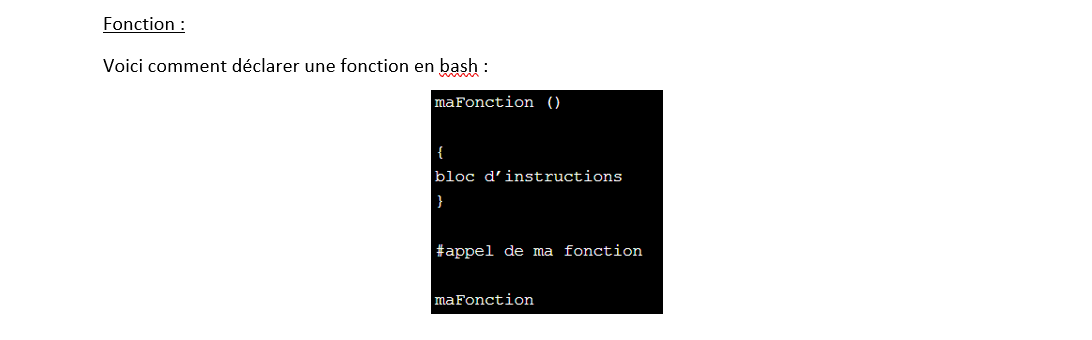 Fonction :
Voici comment déclarer une fonction en bash :
maFonction ()
{
bloc d’instructions
}
#appel de ma fonction
maFonction